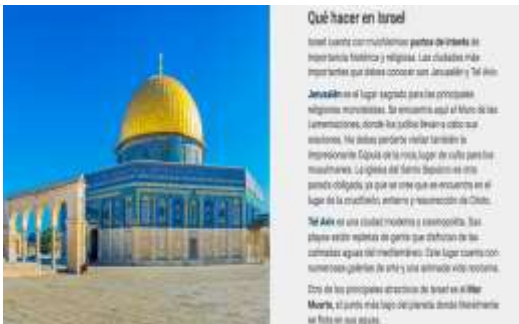 Qué hacer en Israel
Israel cuenta con muchísimos puntos de interés de
importancia histórica y religiosa. Las ciudades más
importantes que debes conocer son Jerusalén y Tel Aviv.
Jerusalén es el lugar sagrado para las principales
religiones monoteístas. Se encuentra aquí el Muro de las
Lamentaciones, donde los judíos llevan a cabo sus
oraciones. No debes perderte visitar también la
impresionante Cúpula de la roca, lugar de culto para los
musulmanes. La iglesia del Santo Sepulcro es otra
parada obligada, ya que se cree que se encuentra en el
lugar de la crucifixión, entierro y resurrección de Cristo.
Tel Aviv es una ciudad moderna y cosmopolita. Sus
playas están repletas de gente que disfrutan de las
aguas del mediterráneo. Este lugar cuenta con
numerosas galerías de arte y una animada vida nocturna.
Otro de los principales atractivos de Israel es el Mar
Muerto, el punto más bajo del planeta donde literalmente
se flota en sus aguas.